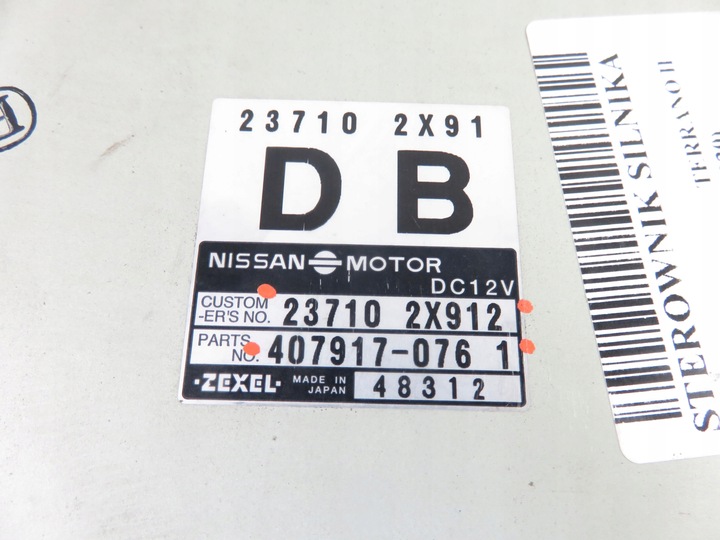 23710 2X91
D B
NISSAN MOTOR
DC12V
CUSTOM
-ER'S NO. 23710 2X912
PARTS
NO. 407917-076 1
·ZEXEL· MADE IN
JAPAN
48312
STEROWNIK SILNIKA
TERRANO II